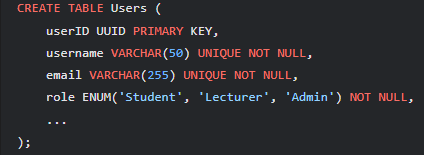 CREATE TABLE Users (
    userID UUID PRIMARY KEY,
    username VARCHAR(50) UNIQUE NOT NULL,
    email VARCHAR(255) UNIQUE NOT NULL,
    role ENUM('Student', 'Lecturer', 'Admin') NOT NULL,
    ...
);